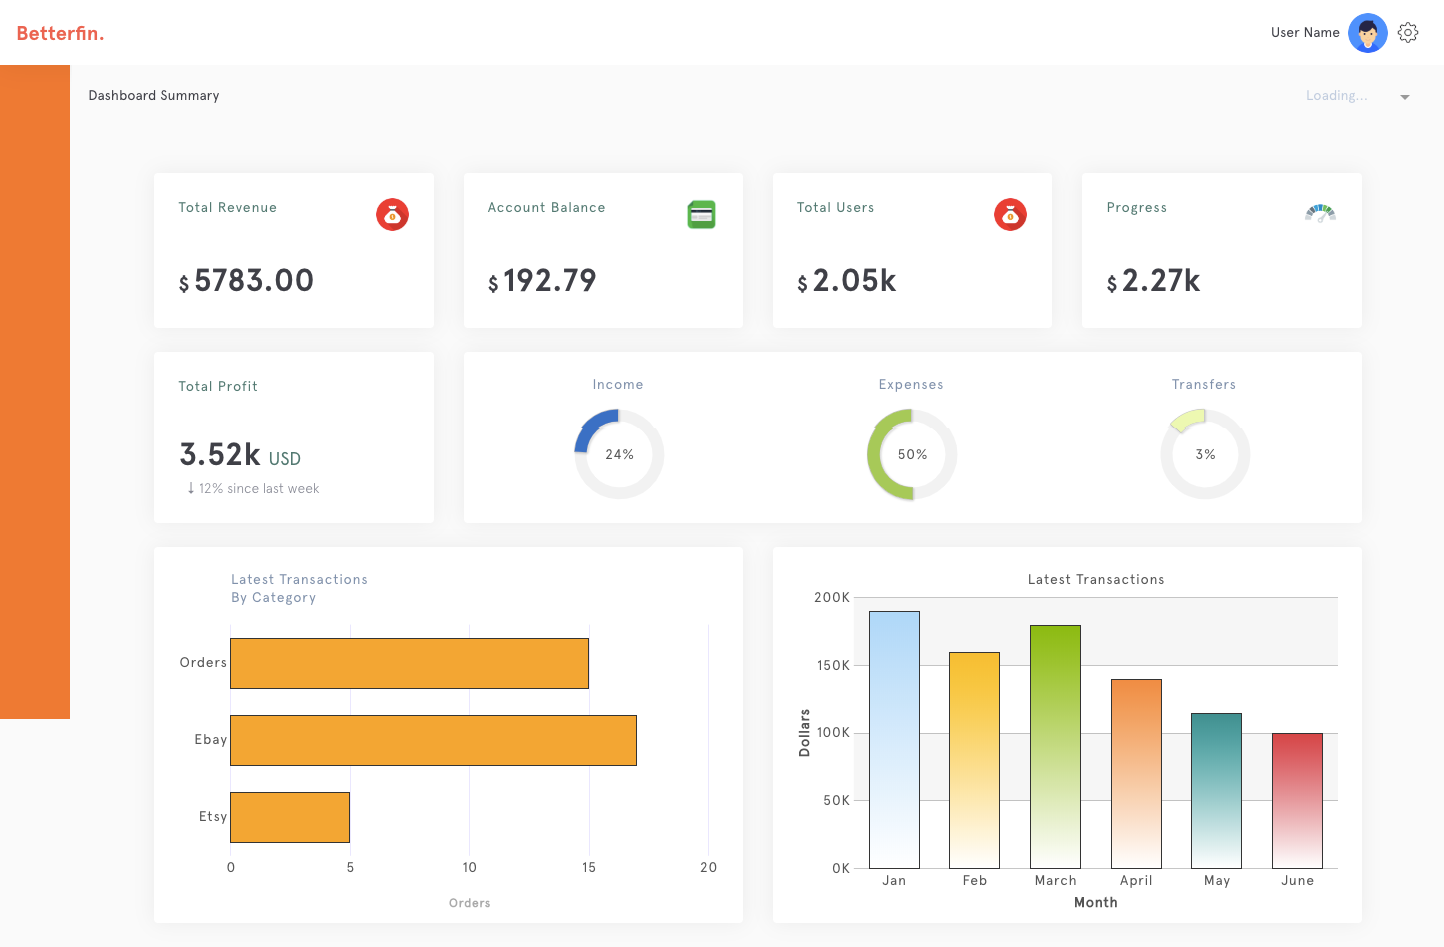 Betterfin.
User Name
Dashboard Summary
Loading...
Total Revenue
$ 5783.00
Account Balance
$ 192.79
Total Users
$ 2.05k
Progress
$ 2.27k
Total Profit
3.52k USD
↓ 12% since last week
Income
24%
Expenses
50%
Transfers
3%
Latest Transactions
By Category
Orders
Ebay
Etsy
0 5 10 15 20
Orders
Latest Transactions
200K
150K
100K
50K
0K
Dollars
Jan Feb March April May June
Month